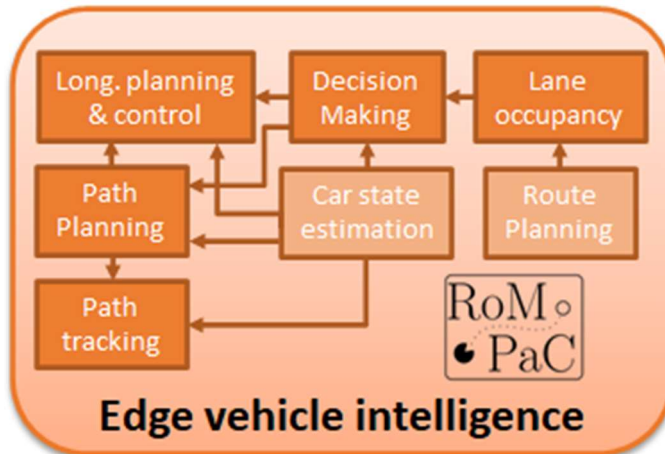 Long. planning
& control
Decision
Making
Lane
occupancy
Path
Planning
Car state
estimation
Route
Planning
Path
tracking
RoM
PaC
Edge vehicle intelligence